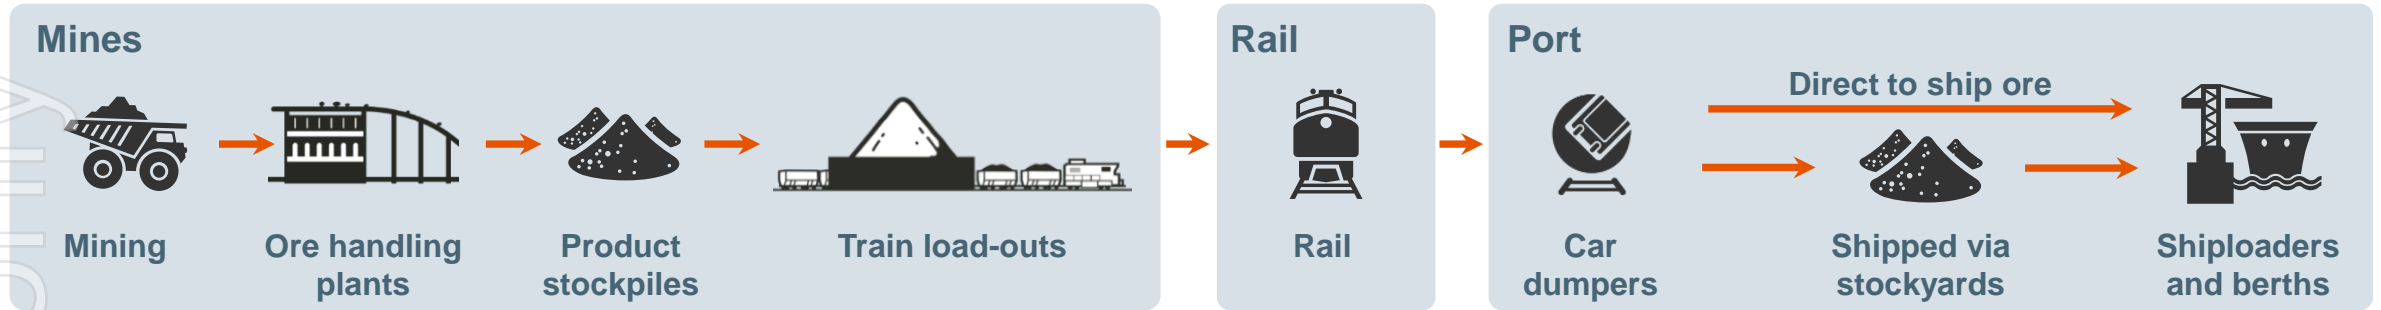 Mines
Mining
Ore handling
plants
Product
stockpiles
Train load-outs
Rail
Rail
Port
Direct to ship ore
Car
dumpers
Shipped via
stockyards
Shiploaders
and berths